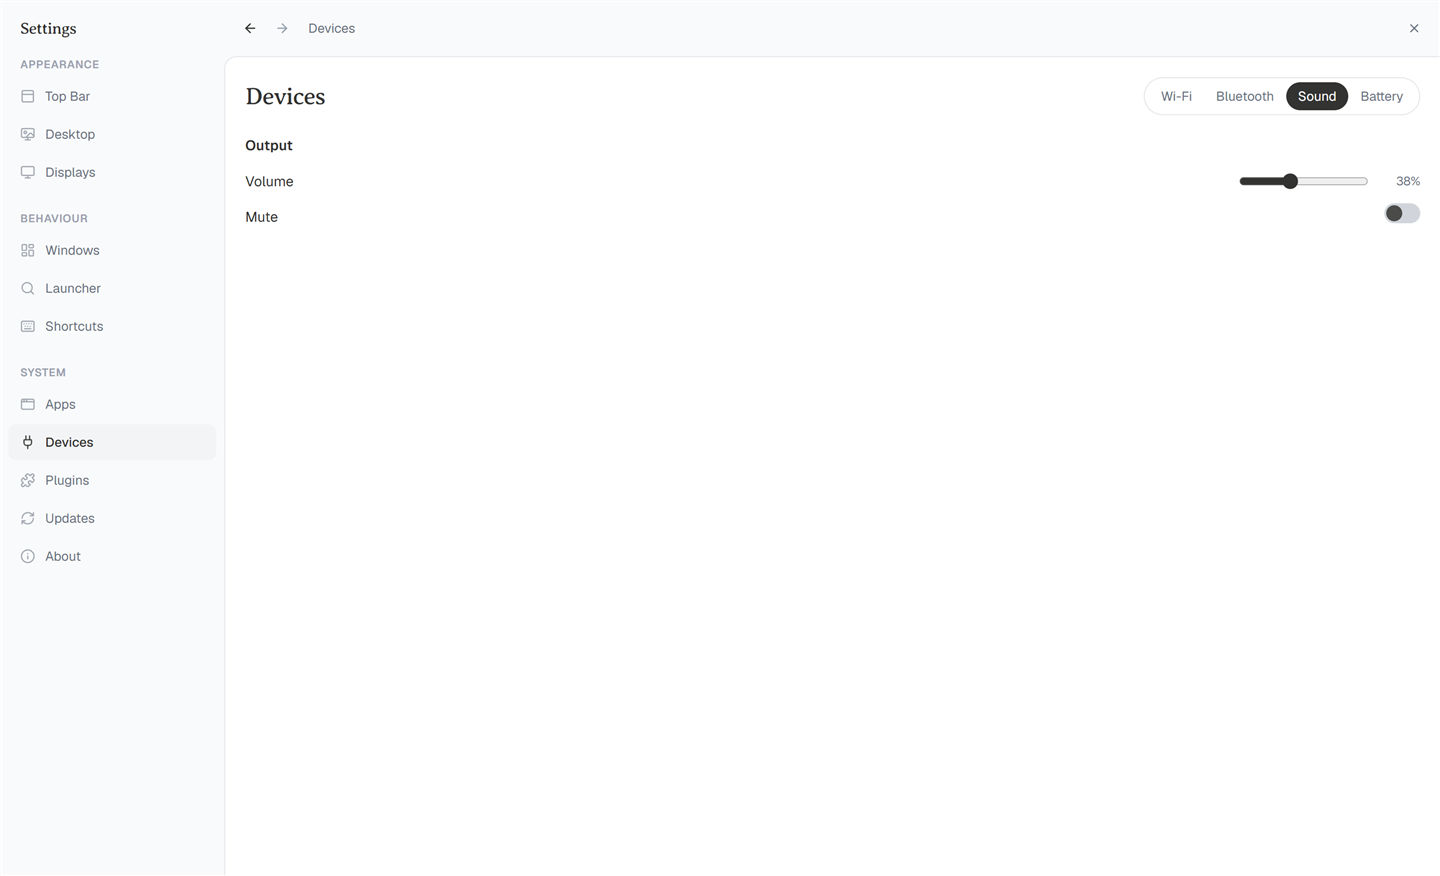 Settings
Devices
APPEARANCE
Top Bar
Desktop
Displays
BEHAVIOUR
Windows
Launcher
Shortcuts
SYSTEM
Apps
Devices
Plugins
Updates
About
Devices
Wi-Fi Bluetooth Sound Battery
Output
Volume 38%
Mute